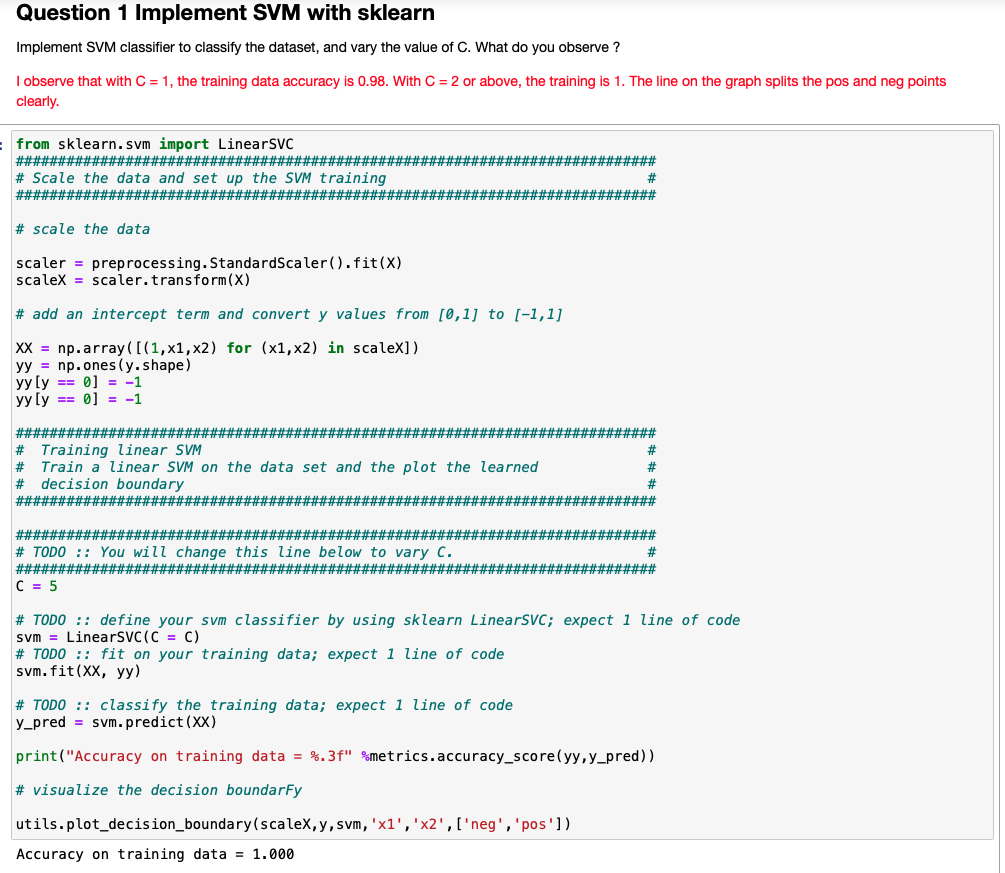 Question 1 Implement SVM with sklearn
Implement SVM classifier to classify the dataset, and vary the value of C. What do you observe ?
I observe that with C = 1, the training data accuracy is 0.98. With C = 2 or above, the training is 1. The line on the graph splits the pos and neg points
clearly.
from sklearn.svm import LinearSVC
############################################################################
# Scale the data and set up the SVM training                               #
############################################################################
# scale the data
scaler = preprocessing.StandardScaler().fit(X)
scaleX = scaler.transform(X)
# add an intercept term and convert y values from [0,1] to [-1,1]
XX = np.array([(1,x1,x2) for (x1,x2) in scaleX])
yy = np.ones(y.shape)
yy[y == 0] = -1
yy[y == 0] = -1
############################################################################
#  Training linear SVM                                                     #
#  Train a linear SVM on the data set and the plot the learned             #
#  decision boundary                                                       #
############################################################################
############################################################################
# TODO :: You will change this line below to vary C.                       #
############################################################################
C = 5
# TODO :: define your svm classifier by using sklearn LinearSVC; expect 1 line of code
svm = LinearSVC(C = C)
# TODO :: fit on your training data; expect 1 line of code
svm.fit(XX, yy)
# TODO :: classify the training data; expect 1 line of code
y_pred = svm.predict(XX)
print("Accuracy on training data = %.3f" %metrics.accuracy_score(yy,y_pred))
# visualize the decision boundarFy
utils.plot_decision_boundary(scaleX,y,svm,'x1','x2',['neg','pos'])
Accuracy on training data = 1.000